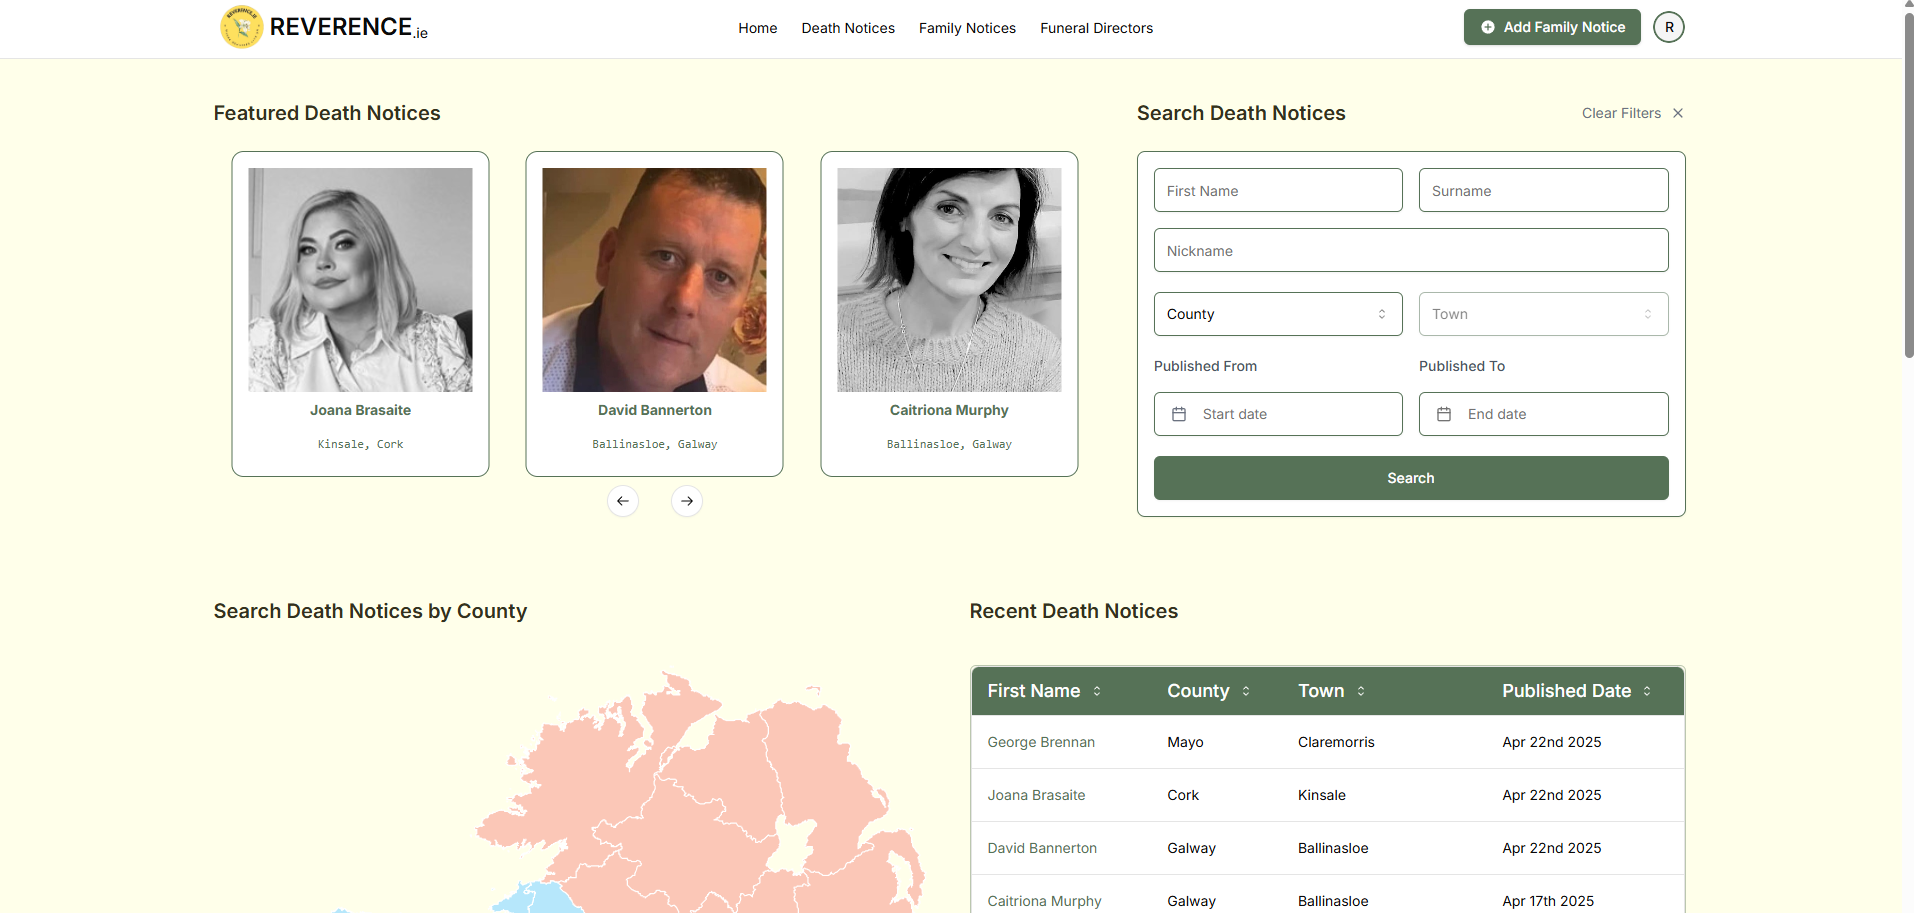 REVERENCE.ie
Home
Death Notices
Family Notices
Funeral Directors
Add Family Notice
R
Featured Death Notices
Joana Brasaite
Kinsale, Cork
David Bannerton
Ballinasloe, Galway
Caitriona Murphy
Ballinasloe, Galway
Search Death Notices
Clear Filters
First Name
Surname
Nickname
County
Town
Published From
Published To
Start date
End date
Search
Search Death Notices by County
Recent Death Notices
First Name County Town Published Date
George Brennan Mayo Claremorris Apr 22nd 2025
Joana Brasaite Cork Kinsale Apr 22nd 2025
David Bannerton Galway Ballinasloe Apr 22nd 2025
Caitriona Murphy Galway Ballinasloe Apr 17th 2025